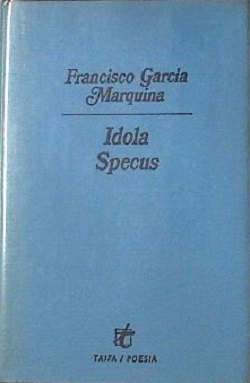 Francisco García
Marquina
Idola
Specus
TAIFA / POESIA